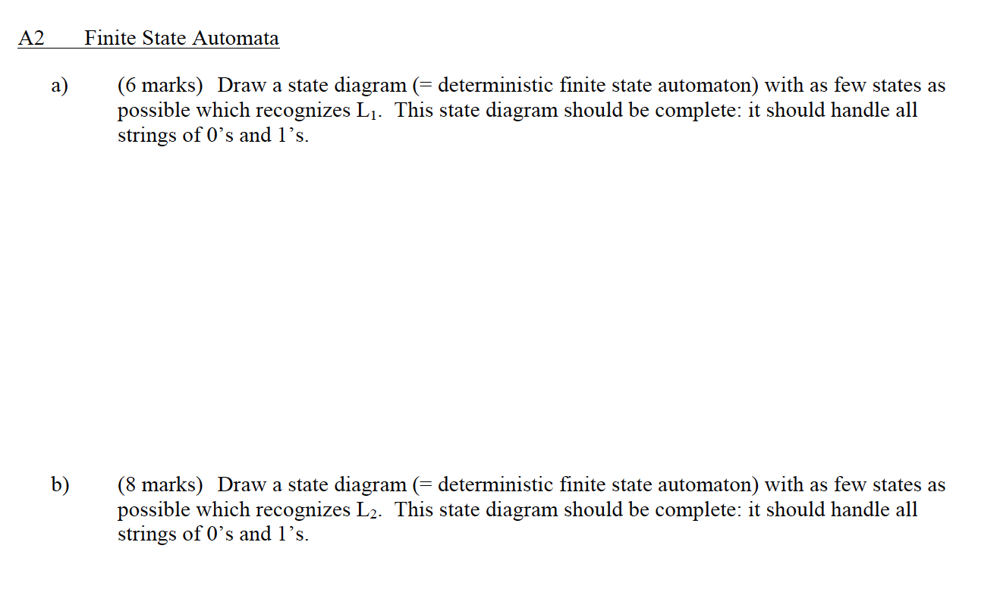 A2 Finite State Automata
a) (6 marks) Draw a state diagram (= deterministic finite state automaton) with as few states as
possible which recognizes L₁. This state diagram should be complete: it should handle all
strings of 0’s and 1’s.
b) (8 marks) Draw a state diagram (= deterministic finite state automaton) with as few states as
possible which recognizes L₂. This state diagram should be complete: it should handle all
strings of 0’s and 1’s.